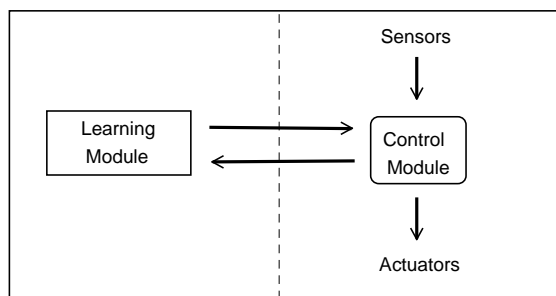 Sensors
Learning
Module
Control
Module
Actuators